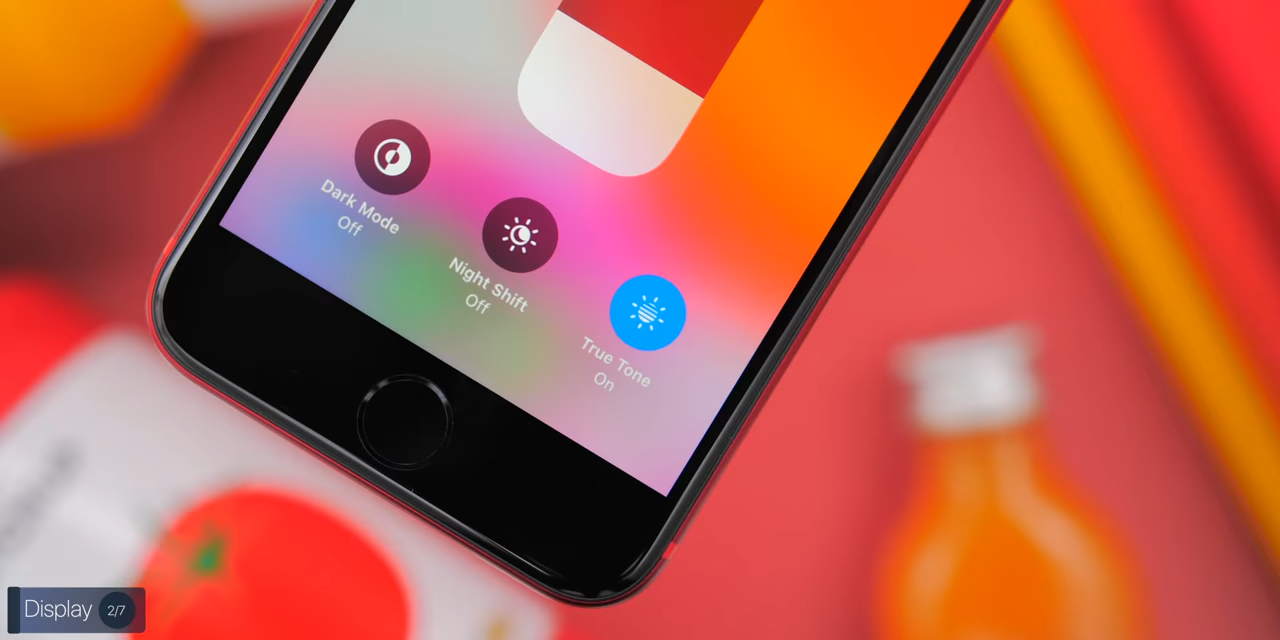 Dark Mode
Off
Night Shift
Off
True Tone
On
Display 2/7